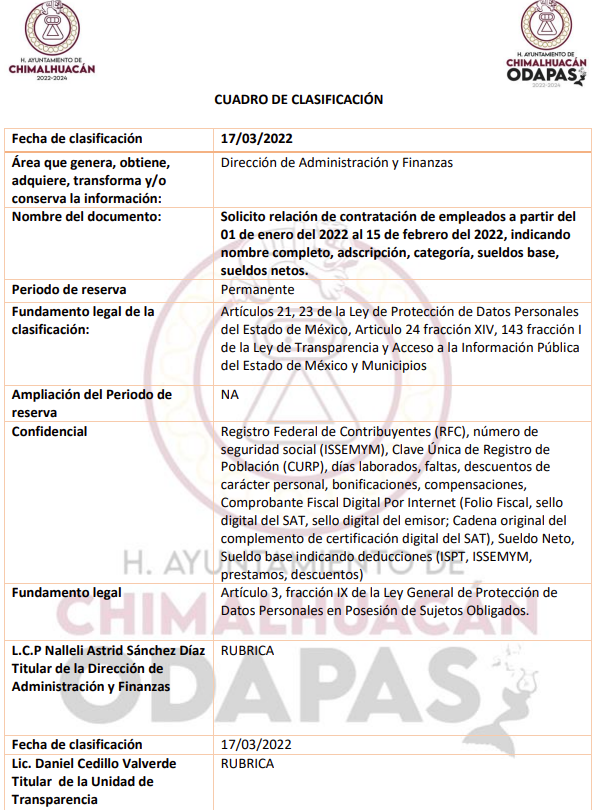 H. AYUNTAMIENTO DE
CHIMALHUACÁN
2022-2024
H. AYUNTAMIENTO DE
CHIMALHUACÁN
ODAPAS
2022-2024
CUADRO DE CLASIFICACIÓN
Fecha de clasificación
17/03/2022
Área que genera, obtiene,
adquiere, transforma y/o
conserva la información:
Dirección de Administración y Finanzas
Nombre del documento:
Solicito relación de contratación de empleados a partir del
01 de enero del 2022 al 15 de febrero del 2022, indicando
nombre completo, adscripción, categoría, sueldos base,
sueldos netos.
Periodo de reserva
Permanente
Fundamento legal de la
clasificación:
Artículos 21, 23 de la Ley de Protección de Datos Personales
del Estado de México, Articulo 24 fracción XIV, 143 fracción I
de la Ley de Transparencia y Acceso a la Información Pública
del Estado de México y Municipios
Ampliación del Periodo de
reserva
NA
Confidencial
Registro Federal de Contribuyentes (RFC), número de
seguridad social (ISSEMYM), Clave Única de Registro de
Población (CURP), días laborados, faltas, descuentos de
carácter personal, bonificaciones, compensaciones,
Comprobante Fiscal Digital Por Internet (Folio Fiscal, sello
digital del SAT, sello digital del emisor; Cadena original del
complemento de certificación digital del SAT), Sueldo Neto,
Sueldo base indicando deducciones (ISPT, ISSEMYM,
prestamos, descuentos)
Fundamento legal
Artículo 3, fracción IX de la Ley General de Protección de
Datos Personales en Posesión de Sujetos Obligados.
L.C.P Nalleli Astrid Sánchez Díaz
Titular de la Dirección de
Administración y Finanzas
RUBRICA
Fecha de clasificación
17/03/2022
Lic. Daniel Cedillo Valverde
Titular  de la Unidad de
Transparencia
RUBRICA
H. AYUNTAMIENTO DE
CHIMALHUACÁN
ODAPAS